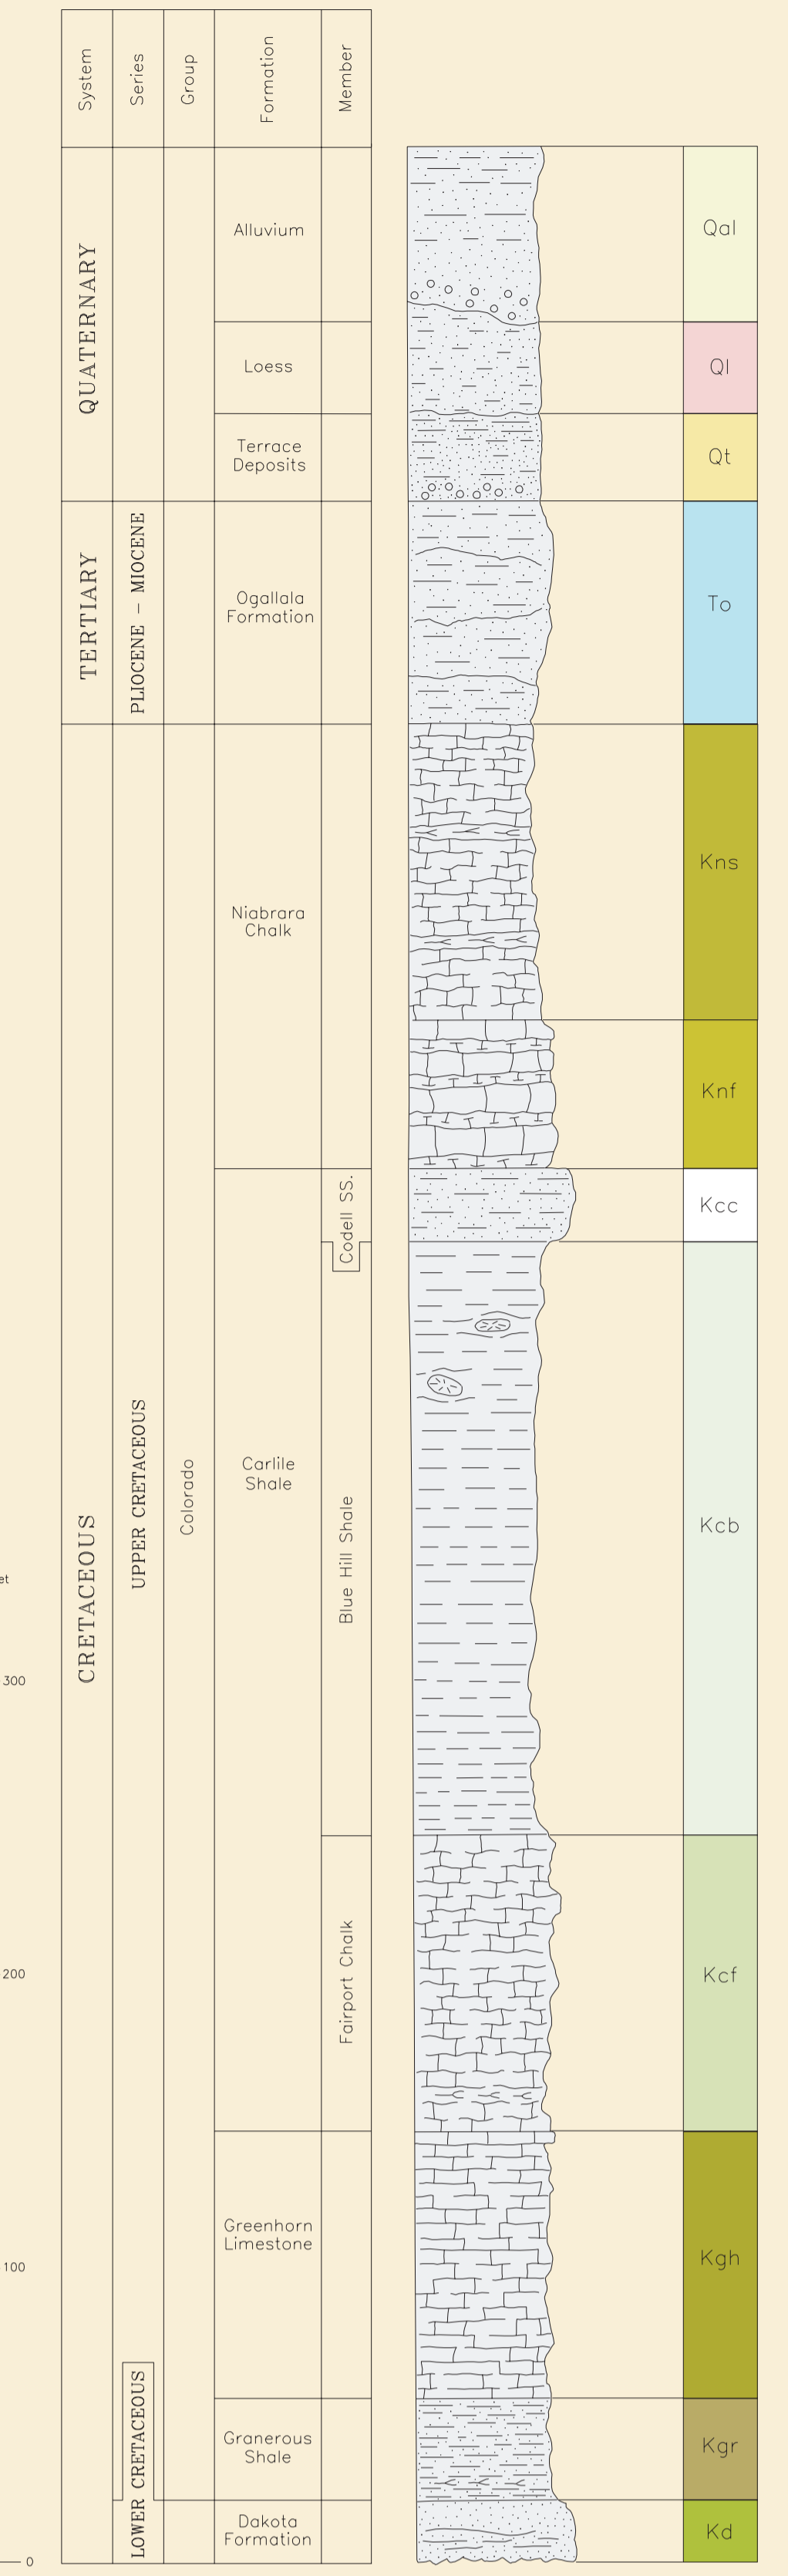 System
Series
Group
Formation
Member
QUATERNARY
Alluvium
Qal
Loess
Ql
Terrace
Deposits
Qt
TERTIARY
PLIOCENE – MIOCENE
Ogallala
Formation
To
CRETACEOUS
UPPER CRETACEOUS
Colorado
Niabrara
Chalk
Kns
Knf
Carlile
Shale
Codell SS.
Kcc
Blue Hill Shale
Kcb
et
300
Fairport Chalk
Kcf
200
Greenhorn
Limestone
Kgh
100
LOWER CRETACEOUS
Granerous
Shale
Kgr
Dakota
Formation
Kd
0